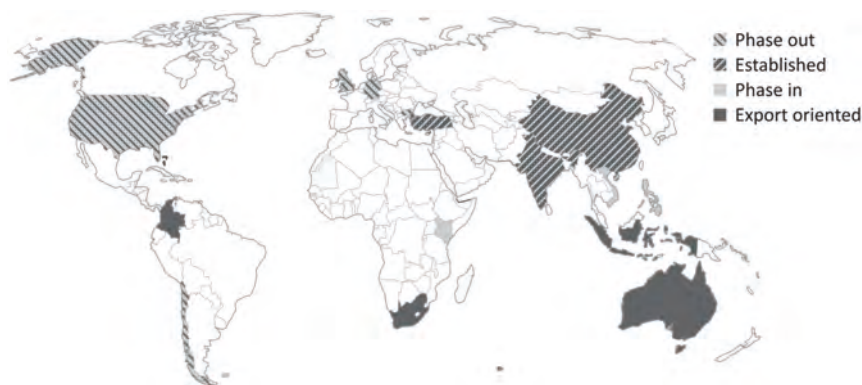 Phase out
Established
Phase in
Export oriented